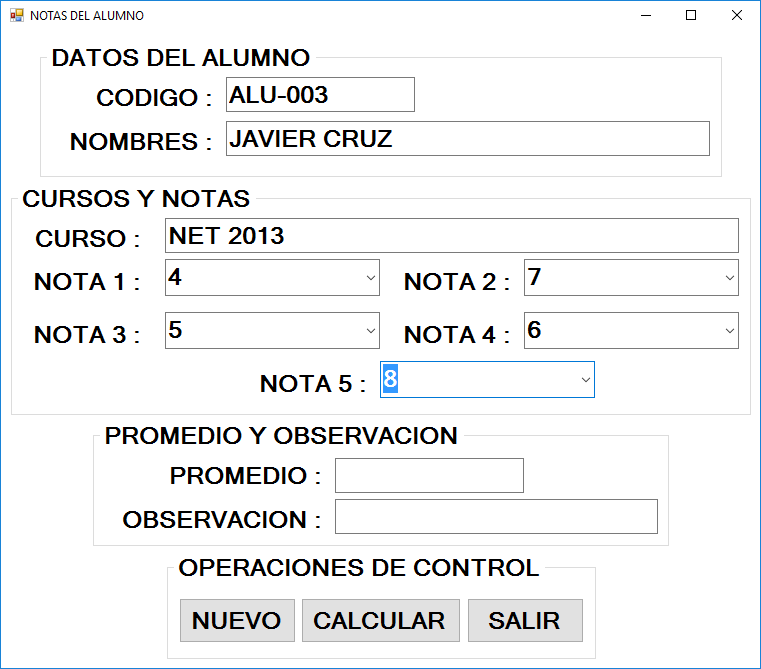 NOTAS DEL ALUMNO
DATOS DEL ALUMNO
CODIGO : ALU-003
NOMBRES : JAVIER CRUZ
CURSOS Y NOTAS
CURSO : NET 2013
NOTA 1 : 4 NOTA 2 : 7
NOTA 3 : 5 NOTA 4 : 6
NOTA 5 : 8
PROMEDIO Y OBSERVACION
PROMEDIO :
OBSERVACION :
OPERACIONES DE CONTROL
NUEVO CALCULAR SALIR